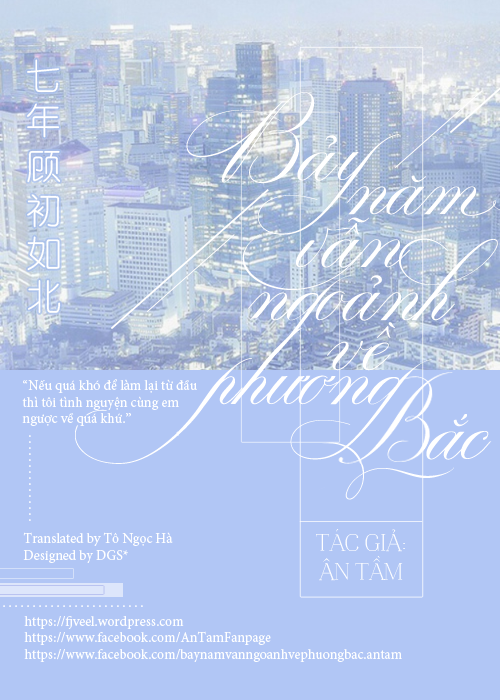 七年顾初如北
Bảy năm
vẫn
ngoảnh
về
phương
Bắc
“Nếu quá khó để làm lại từ đầu
thì tôi tình nguyện cùng em
ngược về quá khứ.”
TÁC GIẢ:
ÂN TẦM
Translated by Tô Ngọc Hà
Designed by DGS*
https://fjveel.wordpress.com
https://www.facebook.com/AnTamFanpage
https://www.facebook.com/baynamvanngoanhvephuongbac.antam